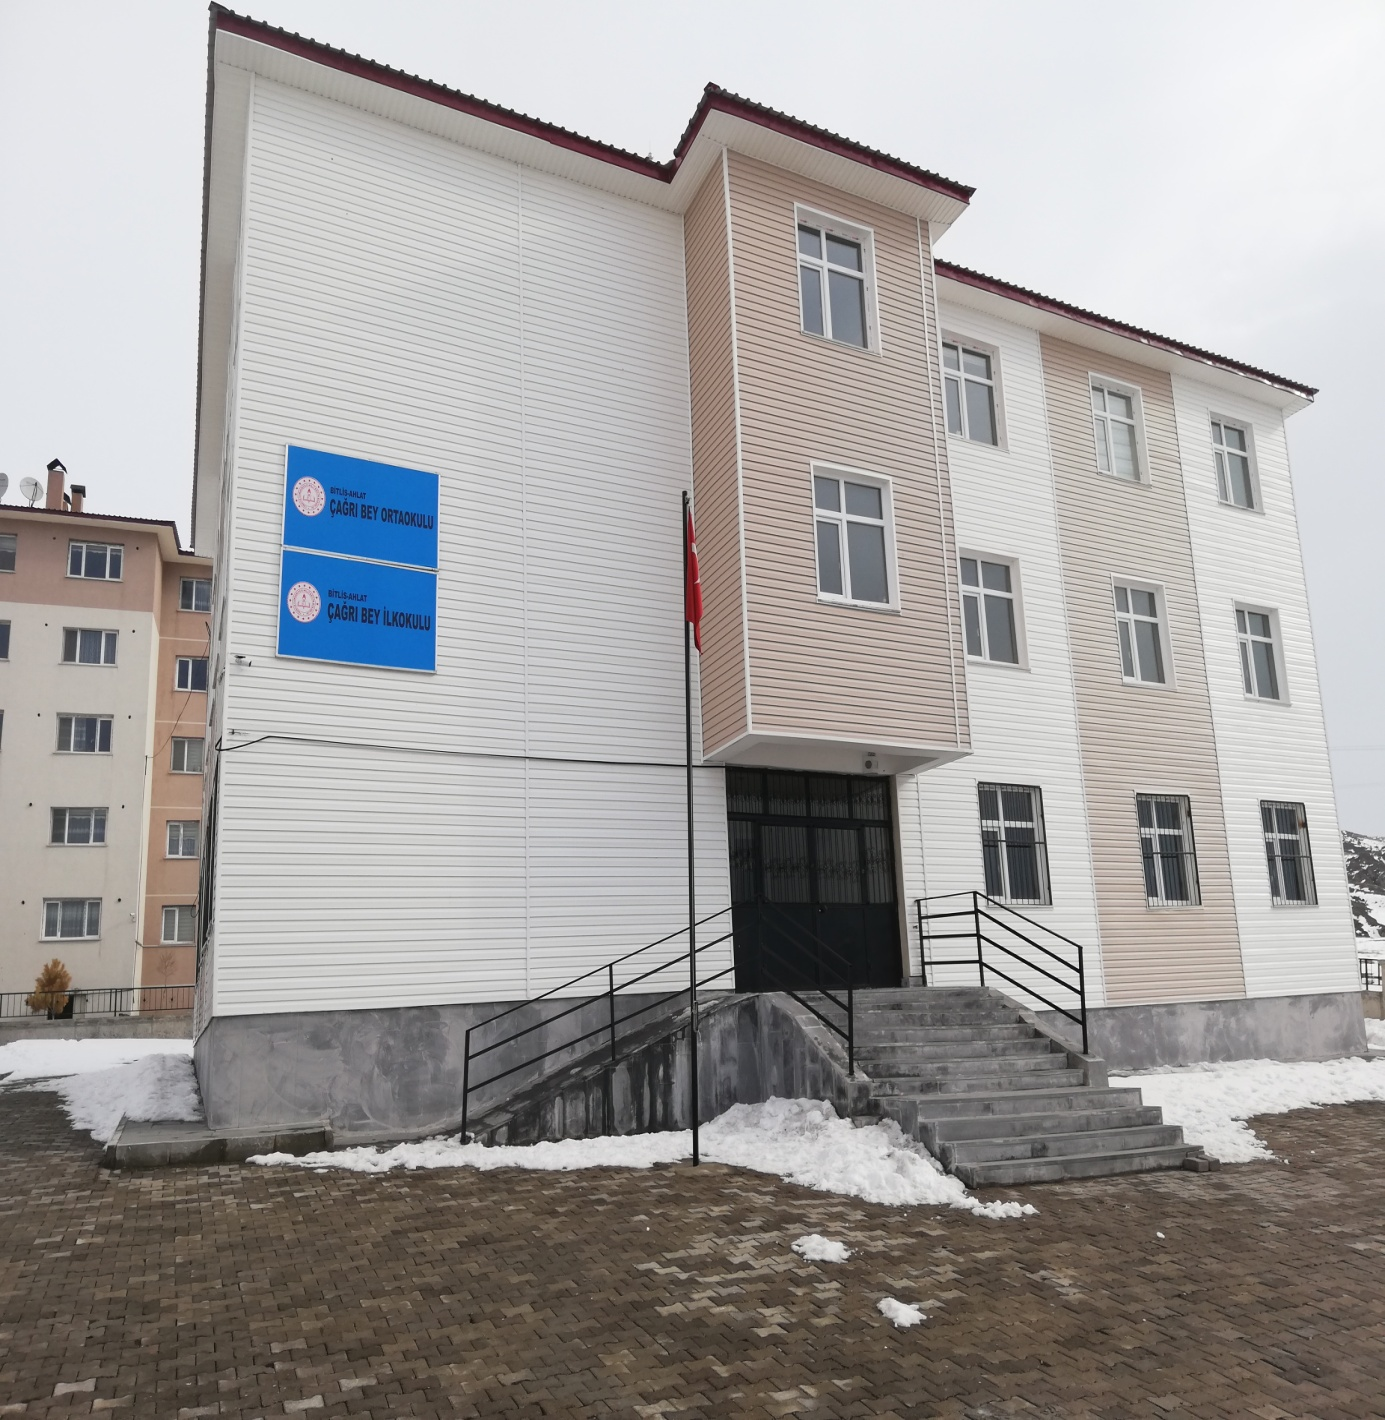 BİTLİS-AHLAT
ÇAĞRI BEY ORTAOKULU
BİTLİS-AHLAT
ÇAĞRI BEY İLKOKULU